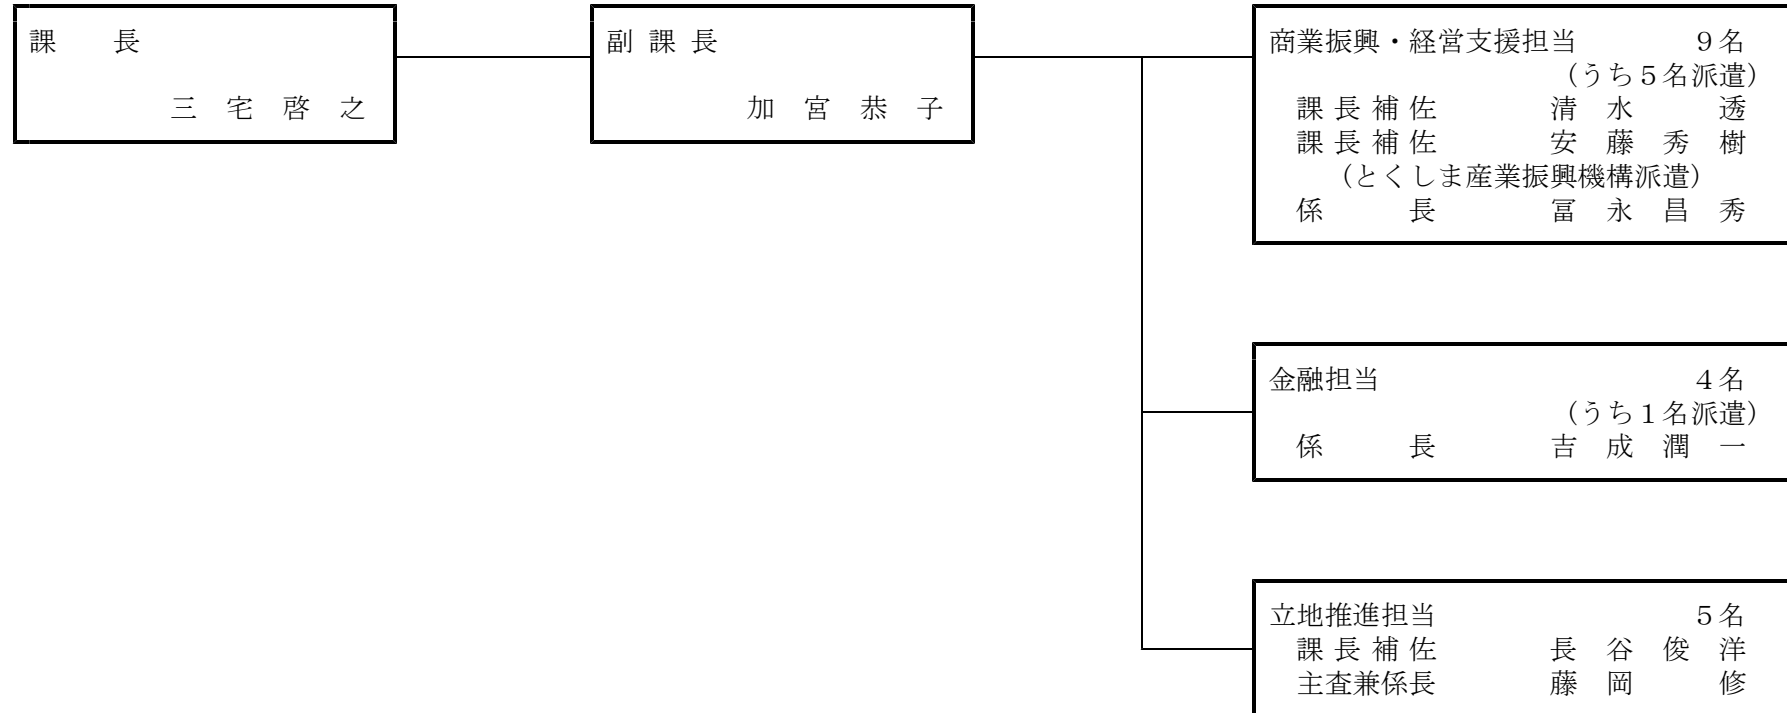 課長
三宅啓之
副課長
加宮恭子
商業振興・経営支援担当 9名
(うち5名派遣)
課長補佐 清水透
課長補佐 安藤秀樹
(とくしま産業振興機構派遣)
係長 冨永昌秀
金融担当 4名
(うち1名派遣)
係長 吉成潤一
立地推進担当 5名
課長補佐 長谷俊洋
主査兼係長 藤岡修